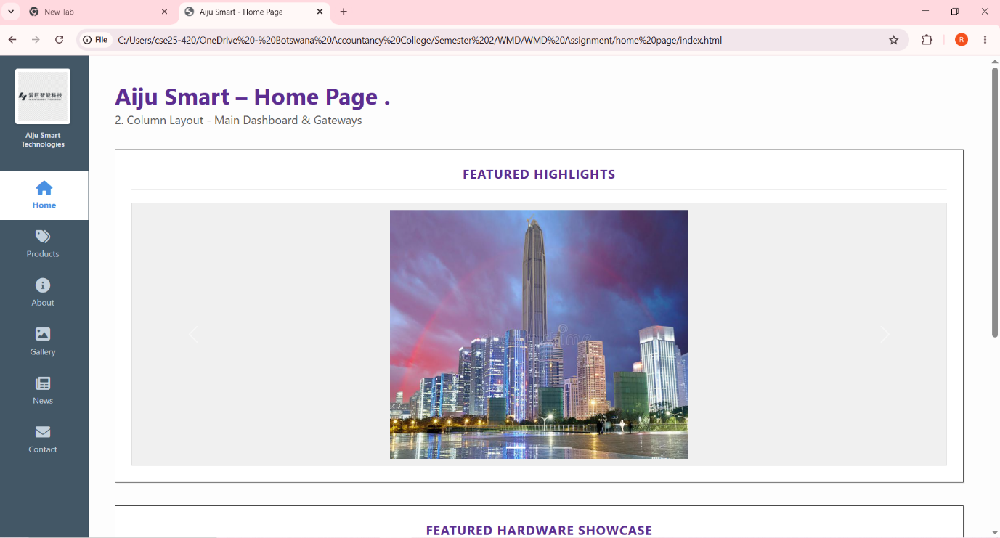 New Tab
Aiju Smart - Home Page
File
C:/Users/cse25-420/OneDrive%20-%20Botswana%20Accountancy%20College/Semester%202/WMD/WMD%20Assignment/home%20page/index.html
R
爱巨智能科技
Aiju Smart
Technologies
Home
Products
About
Gallery
News
Contact
Aiju Smart – Home Page .
2. Column Layout - Main Dashboard & Gateways
FEATURED HIGHLIGHTS
FEATURED HARDWARE SHOWCASE